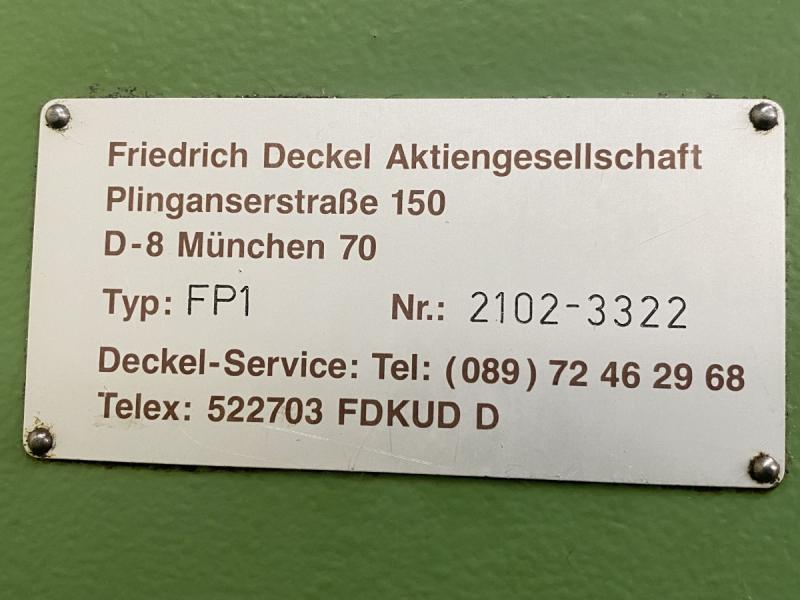 Friedrich Deckel Aktiengesellschaft
Plinganserstraße 150
D-8 München 70
Typ: FP1 Nr.: 2102-3322
Deckel-Service: Tel: (089) 72 46 29 68
Telex: 522703 FDKUD D